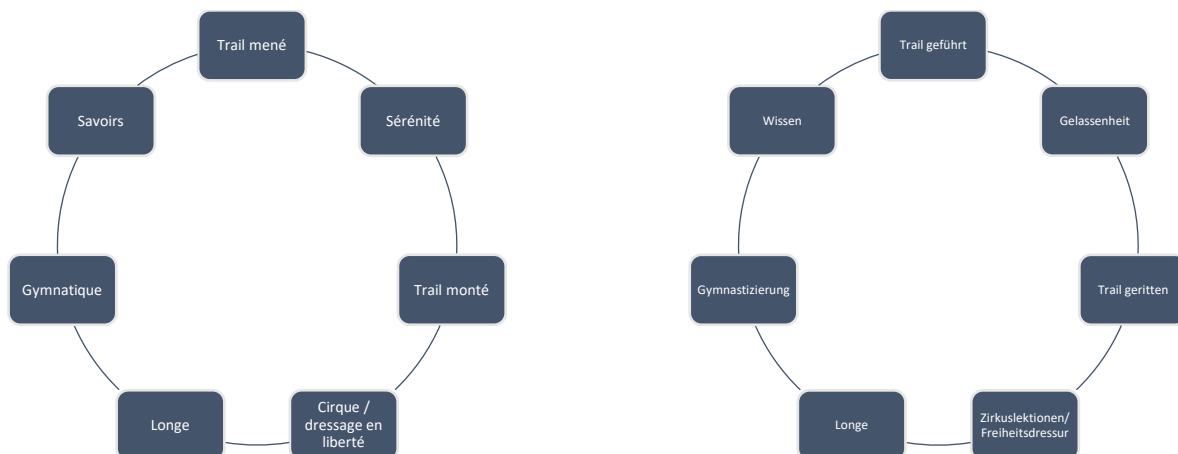 Trail mené
Sérénité
Trail monté
Cirque /
dressage en
liberté
Longe
Gymnatique
Savoirs
Trail geführt
Gelassenheit
Trail geritten
Zirkuslektionen/
Freiheitsdressur
Longe
Gymnastizierung
Wissen